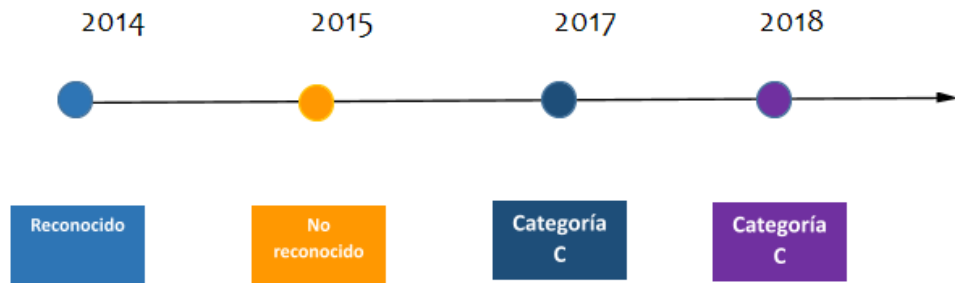 2014 2015 2017 2018
Reconocido
No
reconocido
Categoría
C
Categoría
C